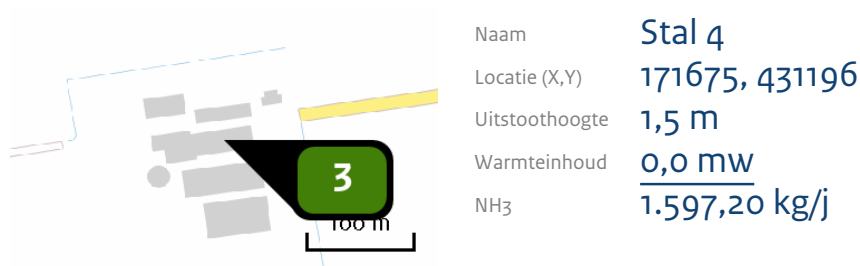 3
100 m
Naam Stal 4
Locatie (X,Y) 171675, 431196
Uitstoothoogte 1,5 m
Warmteinhoud 0,0 mw
NH3 1.597,20 kg/j